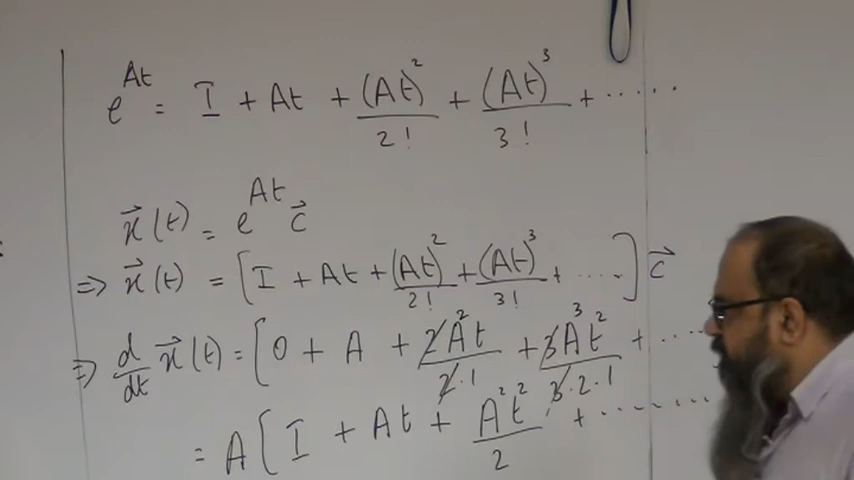 e^{At} = I + At + (At)^2/2! + (At)^3/3! + ......
x⃗(t) = e^{At} c⃗
=> x⃗(t) = [I + At + (At)^2/2! + (At)^3/3! + .....] c⃗
=> d/dt x⃗(t) = [0 + A + 2A^2t/2·1 + 3A^3t^2/3·2·1 + ....
= A[I + At + A^2t^2/2 + ........